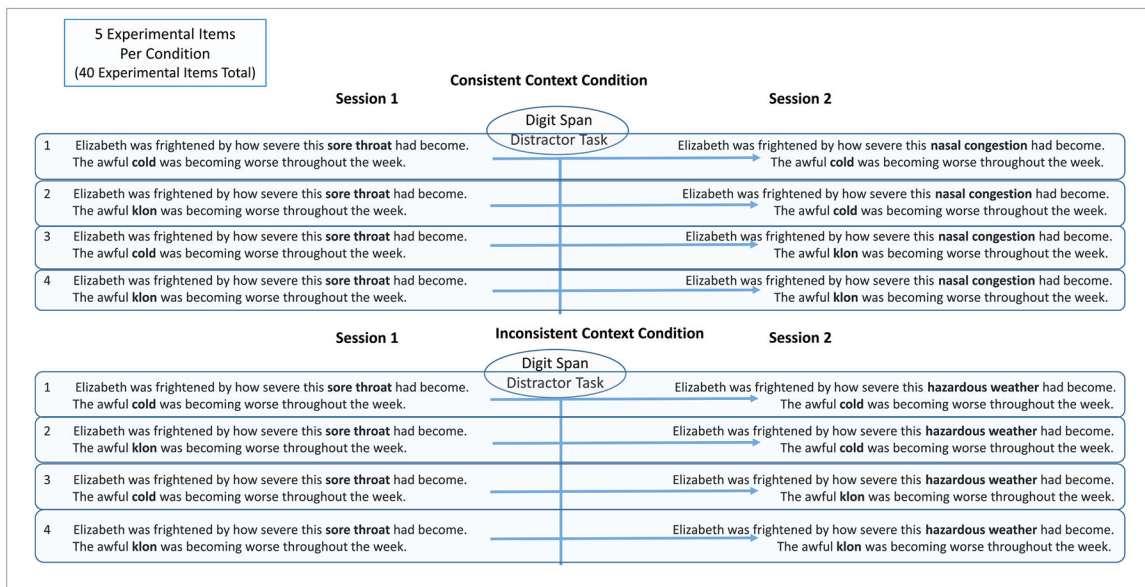 5 Experimental Items
Per Condition
(40 Experimental Items Total)
Consistent Context Condition
Session 1
Session 2
Digit Span
Distractor Task
1 Elizabeth was frightened by how severe this sore throat had become.
The awful cold was becoming worse throughout the week.
Elizabeth was frightened by how severe this nasal congestion had become.
The awful cold was becoming worse throughout the week.
2 Elizabeth was frightened by how severe this sore throat had become.
The awful klon was becoming worse throughout the week.
Elizabeth was frightened by how severe this nasal congestion had become.
The awful cold was becoming worse throughout the week.
3 Elizabeth was frightened by how severe this sore throat had become.
The awful cold was becoming worse throughout the week.
Elizabeth was frightened by how severe this nasal congestion had become.
The awful klon was becoming worse throughout the week.
4 Elizabeth was frightened by how severe this sore throat had become.
The awful klon was becoming worse throughout the week.
Elizabeth was frightened by how severe this nasal congestion had become.
The awful klon was becoming worse throughout the week.
Inconsistent Context Condition
Session 1
Session 2
Digit Span
Distractor Task
1 Elizabeth was frightened by how severe this sore throat had become.
The awful cold was becoming worse throughout the week.
Elizabeth was frightened by how severe this hazardous weather had become.
The awful cold was becoming worse throughout the week.
2 Elizabeth was frightened by how severe this sore throat had become.
The awful klon was becoming worse throughout the week.
Elizabeth was frightened by how severe this hazardous weather had become.
The awful cold was becoming worse throughout the week.
3 Elizabeth was frightened by how severe this sore throat had become.
The awful cold was becoming worse throughout the week.
Elizabeth was frightened by how severe this hazardous weather had become.
The awful klon was becoming worse throughout the week.
4 Elizabeth was frightened by how severe this sore throat had become.
The awful klon was becoming worse throughout the week.
Elizabeth was frightened by how severe this hazardous weather had become.
The awful klon was becoming worse throughout the week.